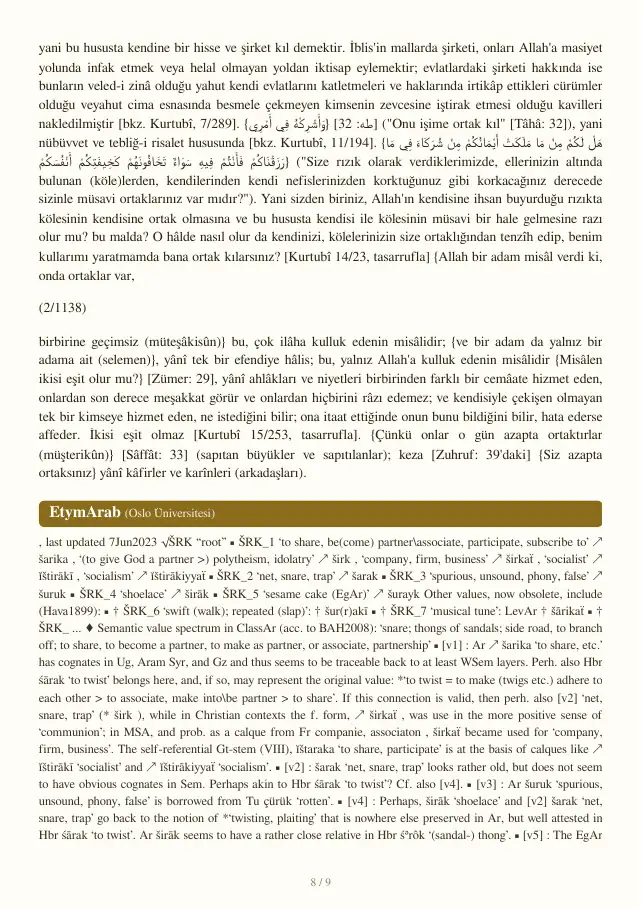 yani bu hususta kendine bir hisse ve şirket kıl demektir. İblis'in mallarda şirketi, onları Allah'a masiyet
yolunda infak etmek veya helal olmayan yoldan iktisap eylemektir; evlatlardaki şirketi hakkında ise
bunların veled-i zinâ olduğu yahut kendi evlatlarını katletmeleri ve haklarında irtikâp ettikleri cürümler
olduğu veyahut cima esnasında besmele çekmeyen kimsenin zevcesine iştirak etmesi olduğu kavilleri
nakledilmiştir [bkz. Kurtubî, 7/289]. {وَأَشْرِكْهُ فِي أَمْرِي} [طه: 32] ("Onu işime ortak kıl" [Tâhâ: 32]), yani
nübüvvet ve tebliğ-i risalet hususunda [bkz. Kurtubî, 11/194]. {هَلْ لَكُمْ مِنْ مَا مَلَكَتْ أَيْمَانُكُمْ مِنْ شُرَكَاءَ فِي مَا
رَزَقْنَاكُمْ فَأَنْتُمْ فِيهِ سَوَاءٌ تَخَافُونَهُمْ كَخِيفَتِكُمْ أَنْفُسَكُمْ} ("Size rızık olarak verdiklerimizde, ellerinizin altında
bulunan (köle)lerden, kendilerinden kendi nefislerinizden korktuğunuz gibi korkacağınız derecede
sizinle müsavi ortaklarınız var mıdır?"). Yani sizden biriniz, Allah'ın kendisine ihsan buyurduğu rızıkta
kölesinin kendisine ortak olmasına ve bu hususta kendisi ile kölesinin müsavi bir hale gelmesine razı
olur mu? bu malda? O hâlde nasıl olur da kendinizi, kölelerinizin size ortaklığından tenzîh edip, benim
kullarımı yaratmamda bana ortak kılarsınız? [Kurtubî 14/23, tasarrufla] {Allah bir adam misâl verdi ki,
onda ortaklar var,
(2/1138)
birbirine geçimsiz (müteşâkisûn)} bu, çok ilâha kulluk edenin misâlidir; {ve bir adam da yalnız bir
adama ait (selemen)}, yânî tek bir efendiye hâlis; bu, yalnız Allah'a kulluk edenin misâlidir {Misâlen
ikisi eşit olur mu?} [Zümer: 29], yânî ahlâkları ve niyetleri birbirinden farklı bir cemâate hizmet eden,
onlardan son derece meşakkat görür ve onlardan hiçbirini râzı edemez; ve kendisiyle çekişen olmayan
tek bir kimseye hizmet eden, ne istediğini bilir; ona itaat ettiğinde onun bunu bildiğini bilir, hata ederse
affeder. İkisi eşit olmaz [Kurtubî 15/253, tasarrufla]. {Çünkü onlar o gün azapta ortaktırlar
(müşterikûn)} [Sâffât: 33] (sapıtan büyükler ve sapıtılanlar); keza [Zuhruf: 39'daki] {Siz azapta
ortaksınız} yânî kâfirler ve karînleri (arkadaşları).
EtymArab (Oslo Üniversitesi)
, last updated 7Jun2023 √ŠRK “root” ▪ ŠRK_1 ‘to share, be(come) partner\associate, participate, subscribe to’ ↗
šarika , ‘(to give God a partner >) polytheism, idolatry’ ↗ širk , ‘company, firm, business’ ↗ širkaẗ , ‘socialist’ ↗
ĭštirākī , ‘socialism’ ↗ ĭštirākiyyaẗ ▪ ŠRK_2 ‘net, snare, trap’ ↗ šarak ▪ ŠRK_3 ‘spurious, unsound, phony, false’ ↗
šuruk ▪ ŠRK_4 ‘shoelace’ ↗ širāk ▪ ŠRK_5 ‘sesame cake (EgAr)’ ↗ šurayk Other values, now obsolete, include
(Hava1899): ▪ † ŠRK_6 ‘swift (walk); repeated (slap)’: † šur(r)akī ▪ † ŠRK_7 ‘musical tune’: LevAr † šārikaẗ ▪ †
ŠRK_ ... ♦ Semantic value spectrum in ClassAr (acc. to BAH2008): ‘snare; thongs of sandals; side road, to branch
off; to share, to become a partner, to make as partner, or associate, partnership’ ▪ [v1] : Ar ↗ šarika ‘to share, etc.’
has cognates in Ug, Aram Syr, and Gz and thus seems to be traceable back to at least WSem layers. Perh. also Hbr
śārak ‘to twist’ belongs here, and, if so, may represent the original value: *‘to twist = to make (twigs etc.) adhere to
each other > to associate, make into\be partner > to share’. If this connection is valid, then perh. also [v2] ‘net,
snare, trap’ (* širk ), while in Christian contexts the f. form, ↗ širkaẗ , was use in the more positive sense of
‘communion’; in MSA, and prob. as a calque from Fr companie, associaton , širkaẗ became used for ‘company,
firm, business’. The self-referential Gt-stem (VIII), ĭštaraka ‘to share, participate’ is at the basis of calques like ↗
ĭštirākī ‘socialist’ and ↗ ĭštirākiyyaẗ ‘socialism’. ▪ [v2] : šarak ‘net, snare, trap’ looks rather old, but does not seem
to have obvious cognates in Sem. Perhaps akin to Hbr śārak ‘to twist’? Cf. also [v4]. ▪ [v3] : Ar šuruk ‘spurious,
unsound, phony, false’ is borrowed from Tu çürük ‘rotten’. ▪ [v4] : Perhaps, širāk ‘shoelace’ and [v2] šarak ‘net,
snare, trap’ go back to the notion of *‘twisting, plaiting’ that is nowhere else preserved in Ar, but well attested in
Hbr śārak ‘to twist’. Ar širāk seems to have a rather close relative in Hbr śᵊrôk ‘(sandal-) thong’. ▪ [v5] : The EgAr
8 / 9